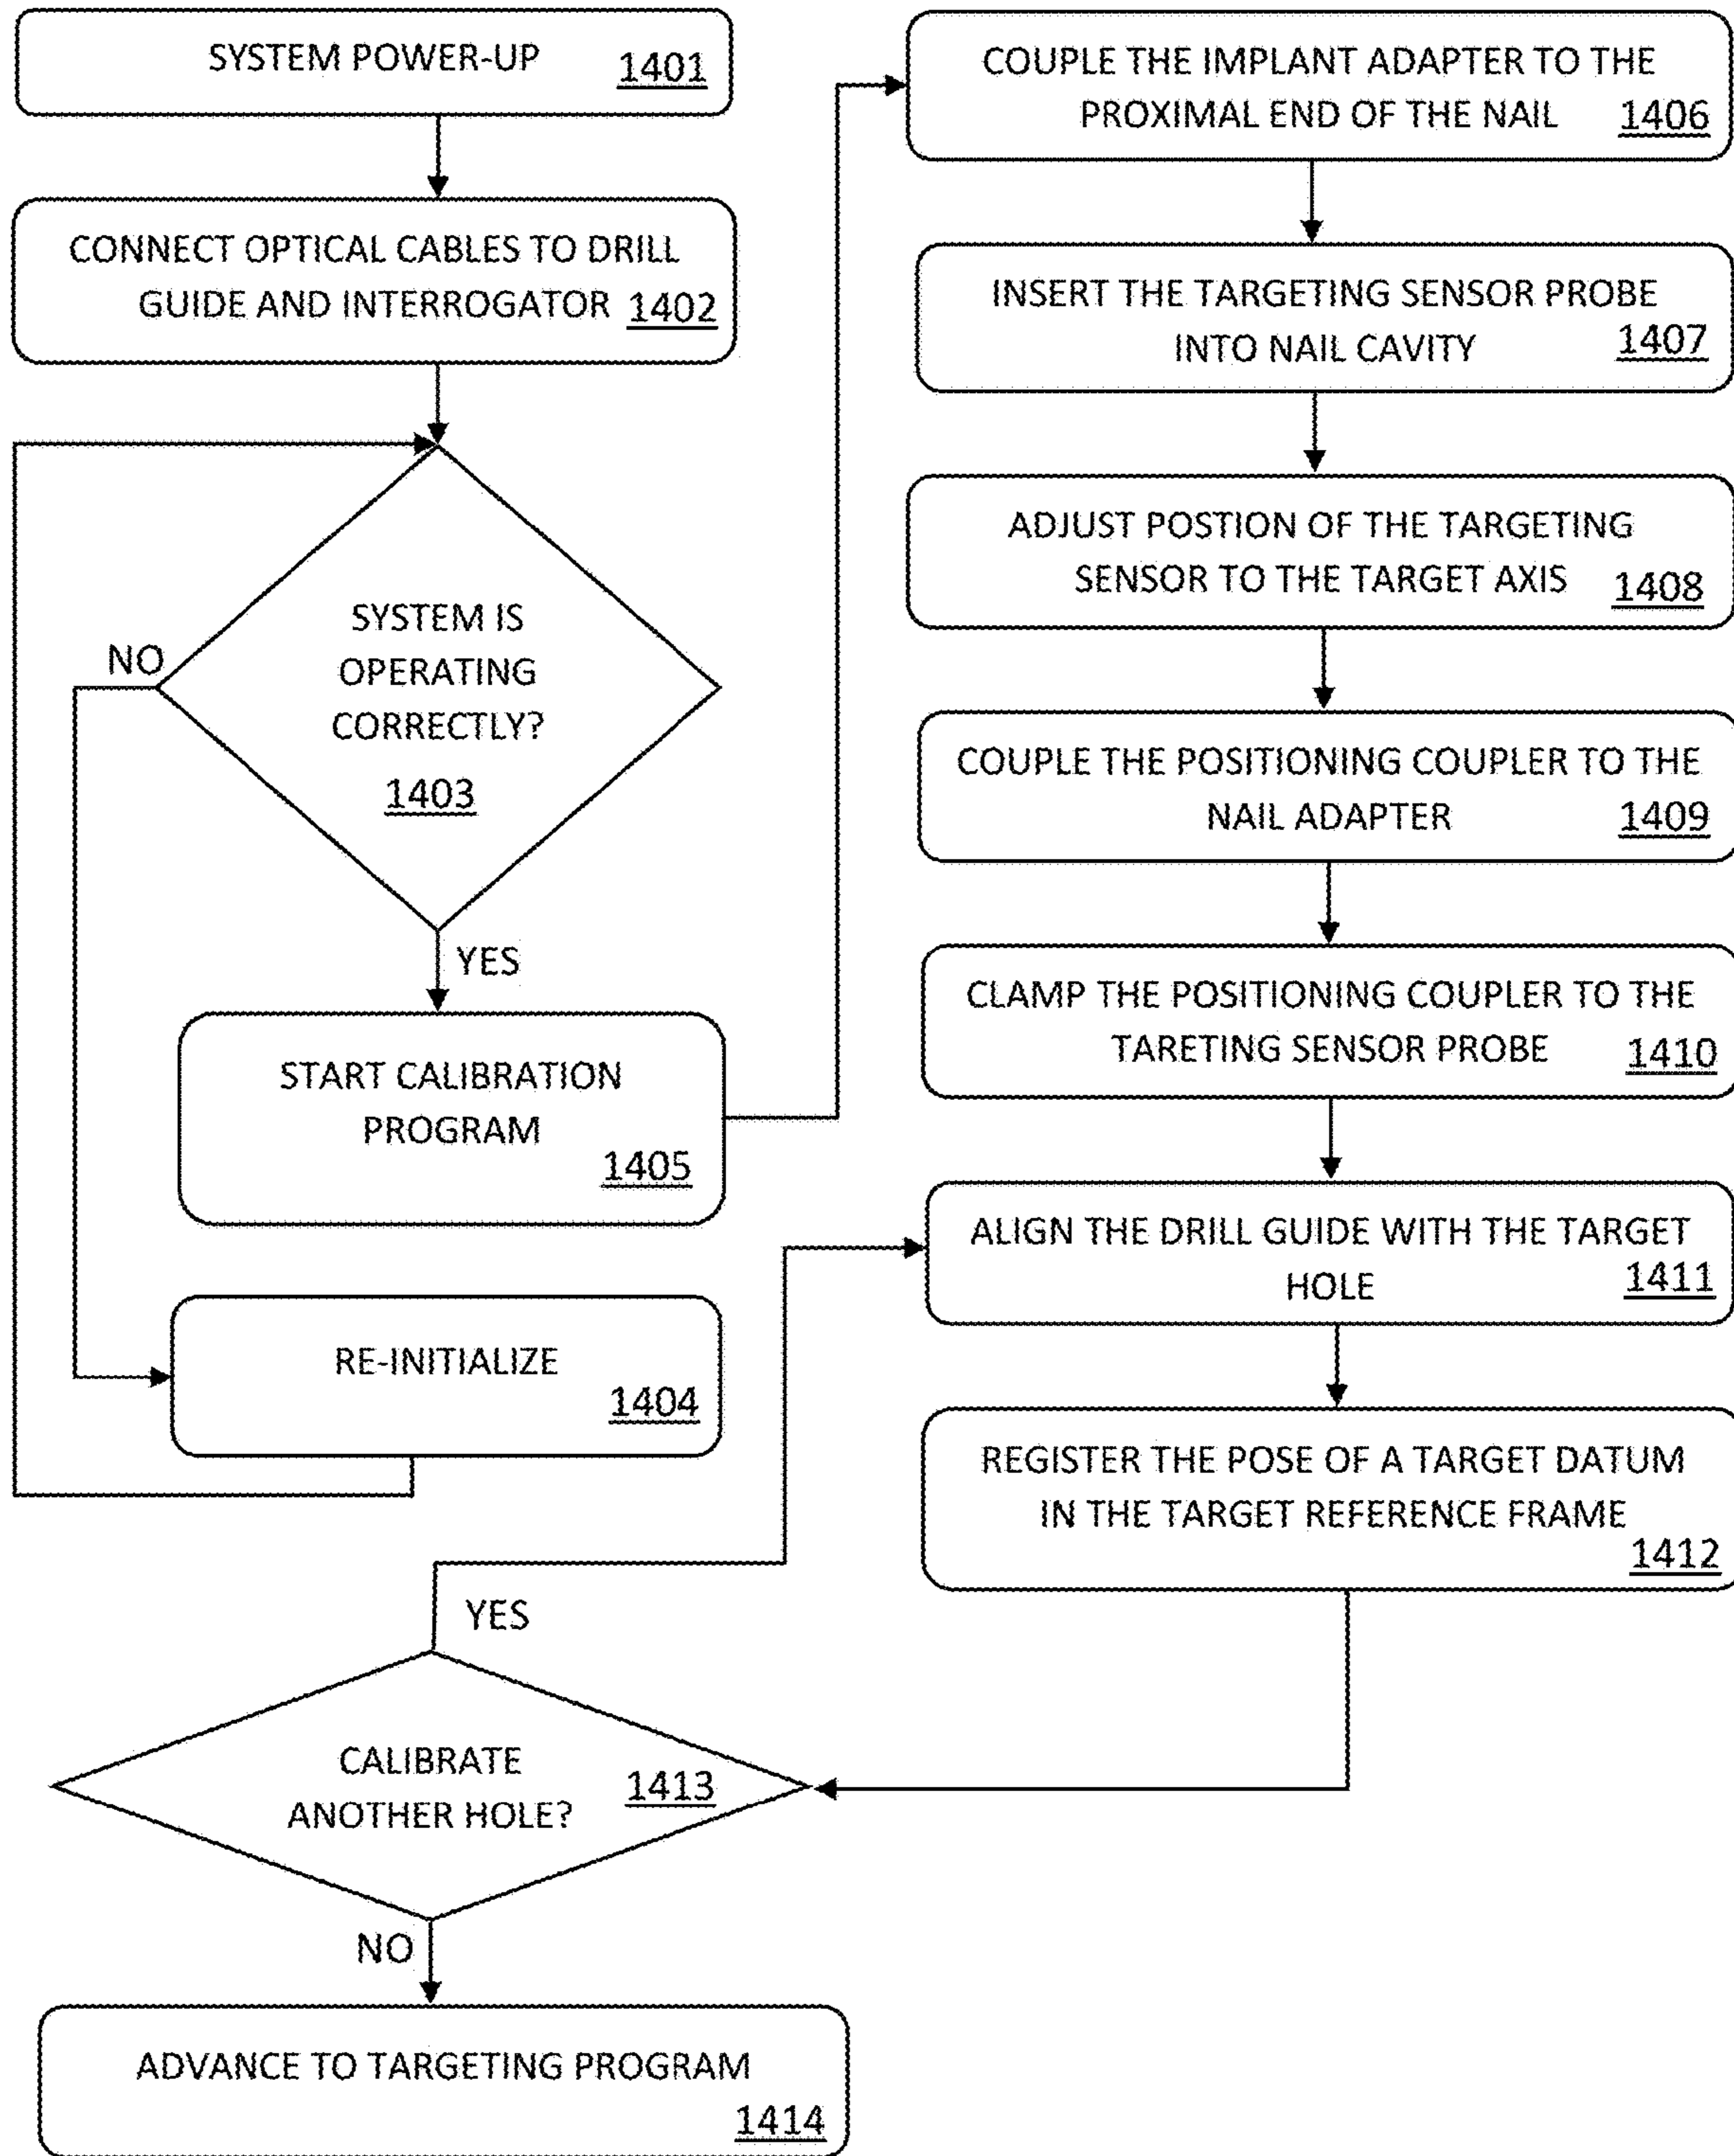 SYSTEM POWER-UP 1401
CONNECT OPTICAL CABLES TO DRILL
GUIDE AND INTERROGATOR 1402
SYSTEM IS
OPERATING
CORRECTLY?
1403
NO
YES
START CALIBRATION
PROGRAM
1405
RE-INITIALIZE
1404
COUPLE THE IMPLANT ADAPTER TO THE
PROXIMAL END OF THE NAIL 1406
INSERT THE TARGETING SENSOR PROBE
INTO NAIL CAVITY 1407
ADJUST POSTION OF THE TARGETING
SENSOR TO THE TARGET AXIS 1408
COUPLE THE POSITIONING COUPLER TO THE
NAIL ADAPTER 1409
CLAMP THE POSITIONING COUPLER TO THE
TARETING SENSOR PROBE 1410
ALIGN THE DRILL GUIDE WITH THE TARGET
HOLE 1411
REGISTER THE POSE OF A TARGET DATUM
IN THE TARGET REFERENCE FRAME
1412
YES
CALIBRATE
ANOTHER HOLE? 1413
NO
ADVANCE TO TARGETING PROGRAM
1414